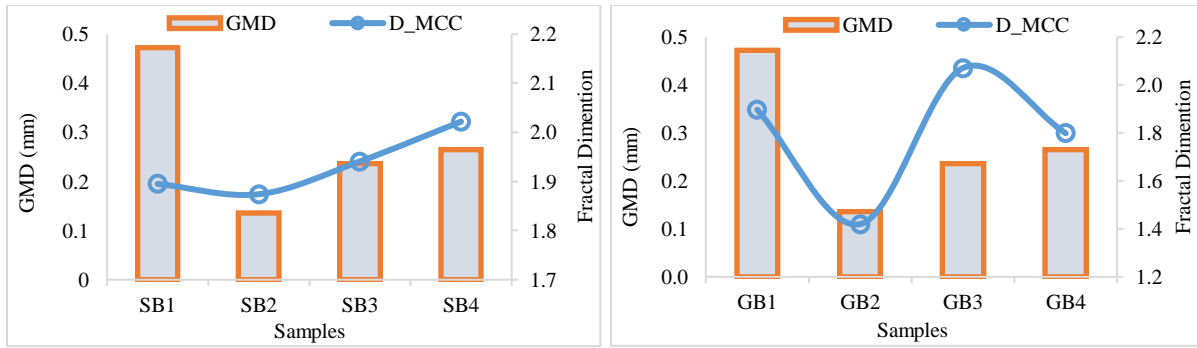 GMD D_MCC
0.5
0.4
0.3
0.2
0.1
0
GMD (mm)
2.2
2.1
2.0
1.9
1.8
1.7
Fractal Dimention
SB1 SB2 SB3 SB4
Samples
GMD D_MCC
0.5
0.4
0.3
0.2
0.1
0.0
GMD (mm)
2.2
2.0
1.8
1.6
1.4
1.2
Fractal Dimention
GB1 GB2 GB3 GB4
Samples